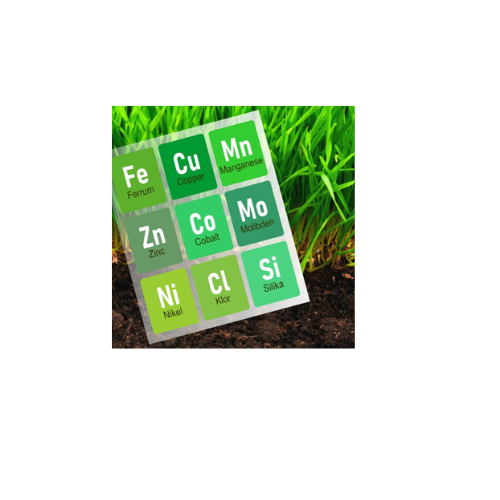 Fe Cu Mn
Ferrum Copper Manganese
Zn Co Mo
Zinc Cobalt Molibden
Ni Cl Si
Nikel Klor Silika